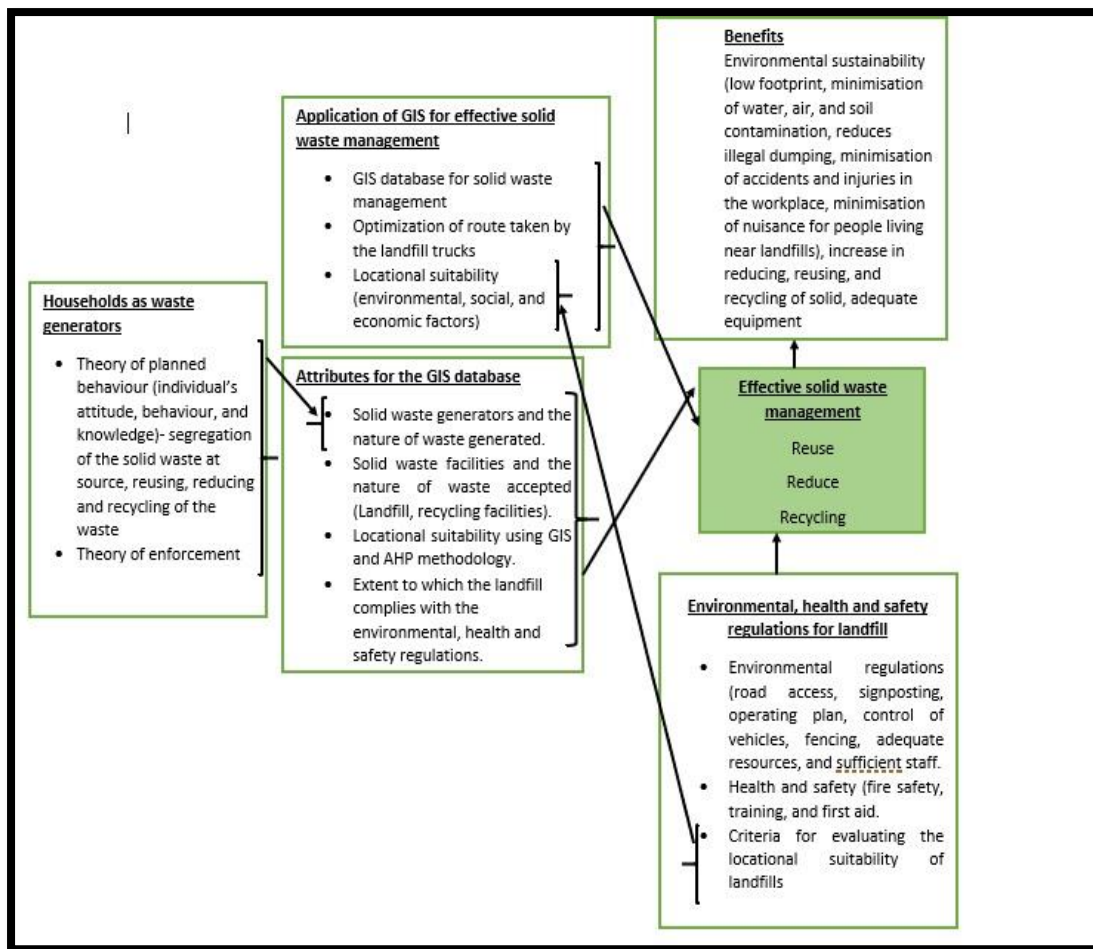 Benefits
Environmental sustainability
(low footprint, minimisation
of water, air, and soil
contamination, reduces
illegal dumping, minimisation
of accidents and injuries in
the workplace, minimisation
of nuisance for people living
near landfills), increase in
reducing, reusing, and
recycling of solid, adequate
equipment
Application of GIS for effective solid
waste management
• GIS database for solid waste
management
• Optimization of route taken by
the landfill trucks
• Locational suitability
(environmental, social, and
economic factors)
Households as waste
generators
• Theory of planned
behaviour (individual's
attitude, behaviour, and
knowledge)- segregation
of the solid waste at
source, reusing, reducing
and recycling of the
waste
• Theory of enforcement
Attributes for the GIS database
• Solid waste generators and the
nature of waste generated.
• Solid waste facilities and the
nature of waste accepted
(Landfill, recycling facilities).
• Locational suitability using GIS
and AHP methodology.
• Extent to which the landfill
complies with the
environmental, health and
safety regulations.
Effective solid waste
management
Reuse
Reduce
Recycling
Environmental, health and safety
regulations for landfill
• Environmental regulations
(road access, signposting,
operating plan, control of
vehicles, fencing, adequate
resources, and sufficient staff.
• Health and safety (fire safety,
training, and first aid.
• Criteria for evaluating the
locational suitability of
landfills